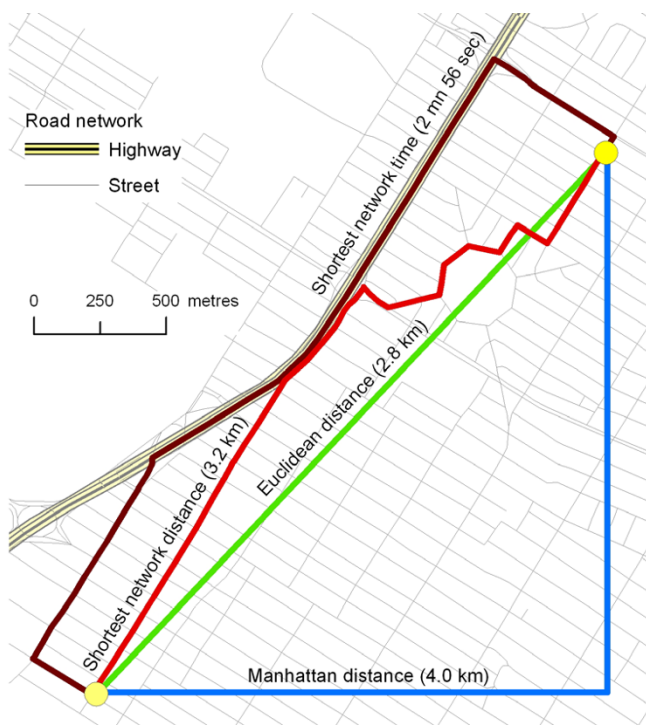 Road network
Highway
Street
0 250 500 metres
Shortest network time (2 mn 56 sec)
Euclidean distance (2.8 km)
Shortest network distance (3.2 km)
Manhattan distance (4.0 km)